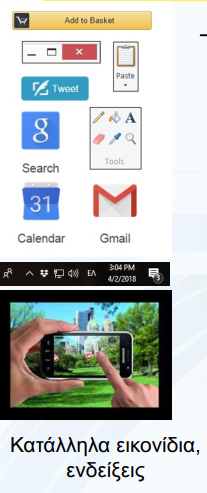 Add to Basket
Paste
Tweet
Tools
g
Search
31
Calendar
Gmail
ΕΛ
3:04 PM
4/2/2018
3
Κατάλληλα εικονίδια,
ενδείξεις